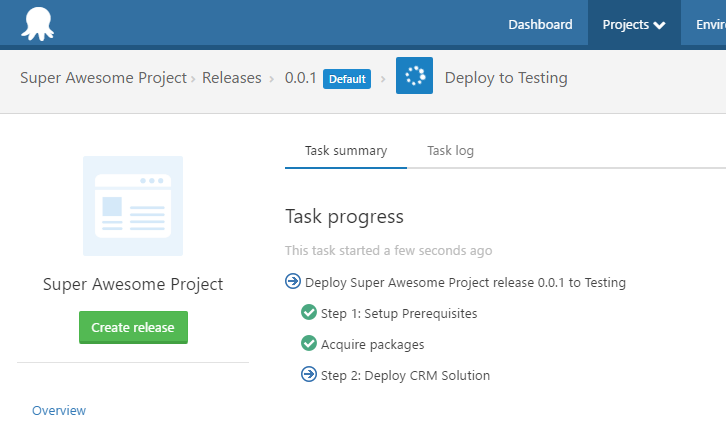 Dashboard Projects Envir
Super Awesome Project › Releases › 0.0.1 Default › Deploy to Testing
Task summary Task log
Task progress
This task started a few seconds ago
Super Awesome Project
Deploy Super Awesome Project release 0.0.1 to Testing
Step 1: Setup Prerequisites
Create release
Acquire packages
Step 2: Deploy CRM Solution
Overview